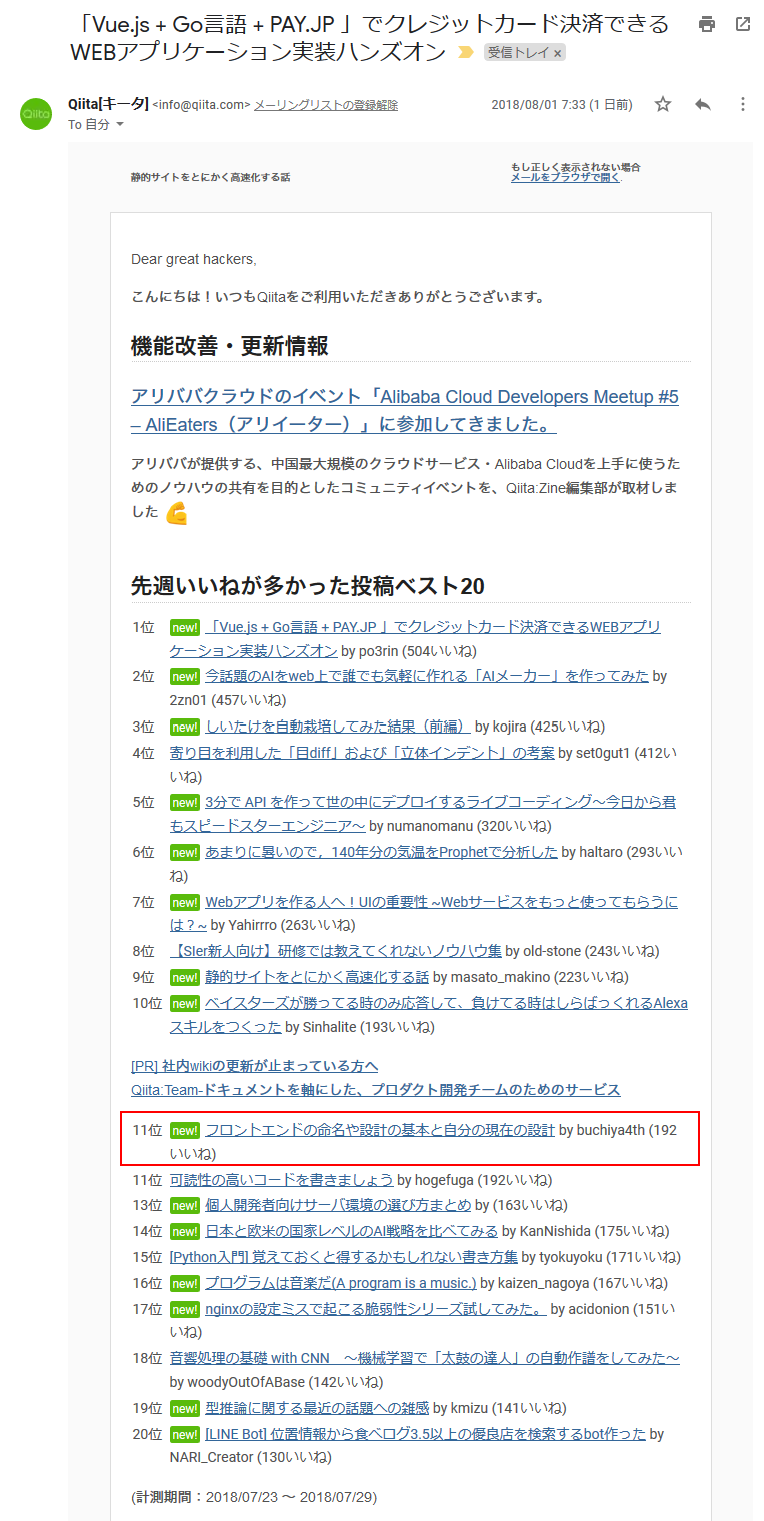 「Vue.js + Go言語 + PAY.JP 」でクレジットカード決済できる
WEBアプリケーション実装ハンズオン 受信トレイ ×
Qiita
Qiita[キータ] <info@qiita.com> メーリングリストの登録解除 2018/08/01 7:33 (1 日前)
To 自分
静的サイトをとにかく高速化する話
もし正しく表示されない場合
メールをブラウザで開く.
Dear great hackers,
こんにちは！いつもQiitaをご利用いただきありがとうございます。
機能改善・更新情報
アリババクラウドのイベント「Alibaba Cloud Developers Meetup #5
– AliEaters（アリイーター）」に参加してきました。
アリババが提供する、中国最大規模のクラウドサービス・Alibaba Cloudを上手に使うた
めのノウハウの共有を目的としたコミュニティイベントを、Qiita:Zine編集部が取材しま
した 💪
先週いいねが多かった投稿ベスト20
1位 new! 「Vue.js + Go言語 + PAY.JP 」でクレジットカード決済できるWEBアプリ
ケーション実装ハンズオン by po3rin (504いいね)
2位 new! 今話題のAIをweb上で誰でも気軽に作れる「AIメーカー」を作ってみた by
2zn01 (457いいね)
3位 new! しいたけを自動栽培してみた結果（前編） by kojira (425いいね)
4位 寄り目を利用した「目diff」および「立体インデント」の考案 by set0gut1 (412い
いね)
5位 new! 3分で API を作って世の中にデプロイするライブコーディング〜今日から君
もスピードスターエンジニア〜 by numanomanu (320いいね)
6位 new! あまりに暑いので，140年分の気温をProphetで分析した by haltaro (293いい
ね)
7位 new! Webアプリを作る人へ！UIの重要性 ~Webサービスをもっと使ってもらうに
は？~ by Yahirrro (263いいね)
8位 【SIer新人向け】研修では教えてくれないノウハウ集 by old-stone (243いいね)
9位 new! 静的サイトをとにかく高速化する話 by masato_makino (223いいね)
10位 new! ベイスターズが勝ってる時のみ応答して、負けてる時はしらばっくれるAlexa
スキルをつくった by Sinhalite (193いいね)
[PR] 社内wikiの更新が止まっている方へ
Qiita:Team-ドキュメントを軸にした、プロダクト開発チームのためのサービス
11位 new! フロントエンドの命名や設計の基本と自分の現在の設計 by buchiya4th (192
いいね)
11位 可読性の高いコードを書きましょう by hogefuga (192いいね)
13位 new! 個人開発者向けサーバ環境の選び方まとめ by (163いいね)
14位 new! 日本と欧米の国家レベルのAI戦略を比べてみる by KanNishida (175いいね)
15位 [Python入門] 覚えておくと得するかもしれない書き方集 by tyokuyoku (171いいね)
16位 new! プログラムは音楽だ(A program is a music.) by kaizen_nagoya (167いいね)
17位 new! nginxの設定ミスで起こる脆弱性シリーズ試してみた。 by acidonion (151い
いね)
18位 音響処理の基礎 with CNN　〜機械学習で「太鼓の達人」の自動作譜をしてみた〜
by woodyOutOfABase (142いいね)
19位 new! 型推論に関する最近の話題への雑感 by kmizu (141いいね)
20位 new! [LINE Bot] 位置情報から食べログ3.5以上の優良店を検索するbot作った by
NARI_Creator (130いいね)
(計測期間：2018/07/23 〜 2018/07/29)